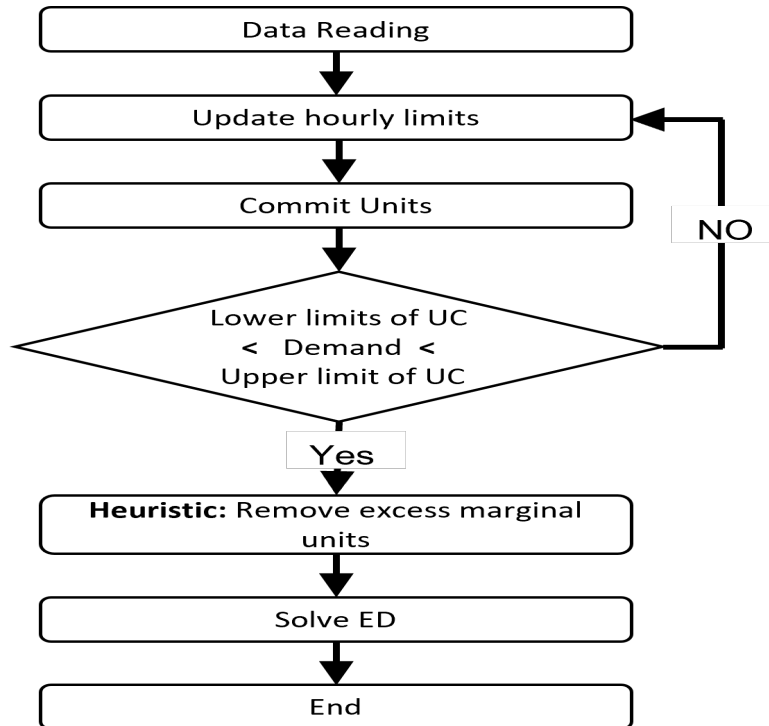 Data Reading
Update hourly limits
Commit Units
NO
Lower limits of UC
< Demand <
Upper limit of UC
Yes
Heuristic: Remove excess marginal
units
Solve ED
End